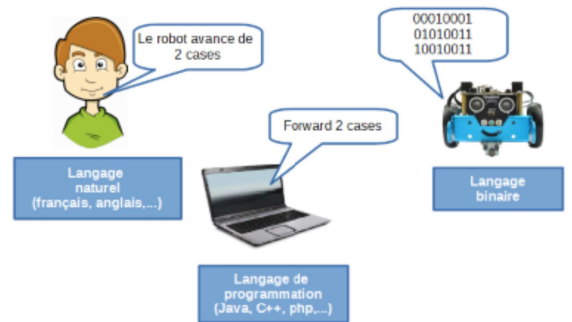 Le robot avance de
2 cases
00010001
01010011
10010011
Forward 2 cases
Langage
naturel
(français, anglais,...)
Langage
binaire
Langage de
programmation
(Java, C++, php,...)